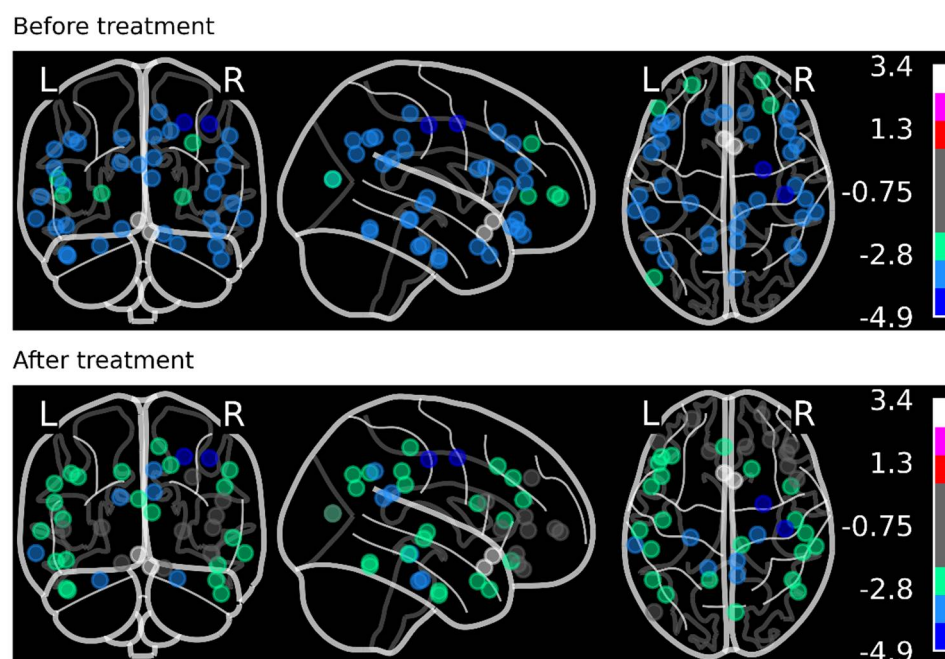 Before treatment
L R L R 3.4
1.3
-0.75
-2.8
-4.9
After treatment
L R L R 3.4
1.3
-0.75
-2.8
-4.9